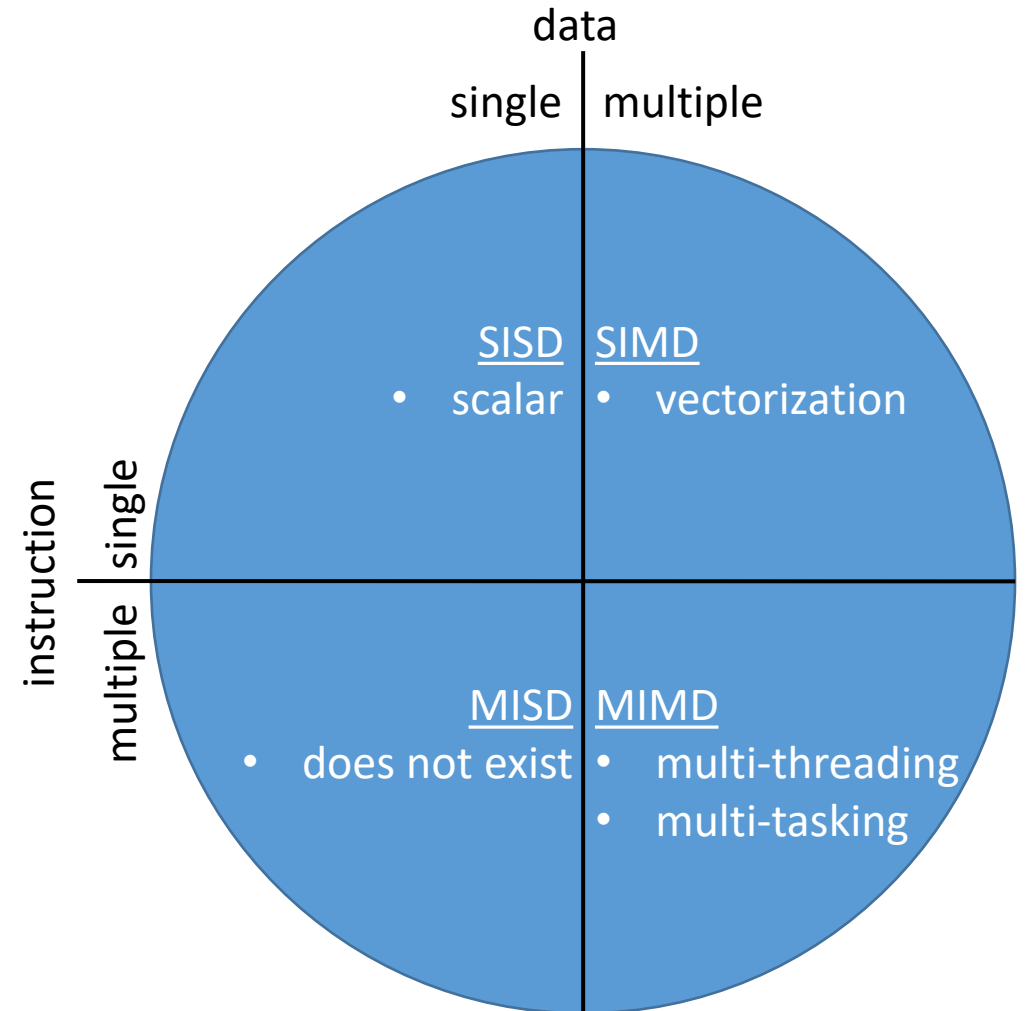 data
single multiple
SISD SIMD
• scalar • vectorization
instruction
single
multiple
MISD MIMD
• does not exist • multi-threading
• multi-tasking